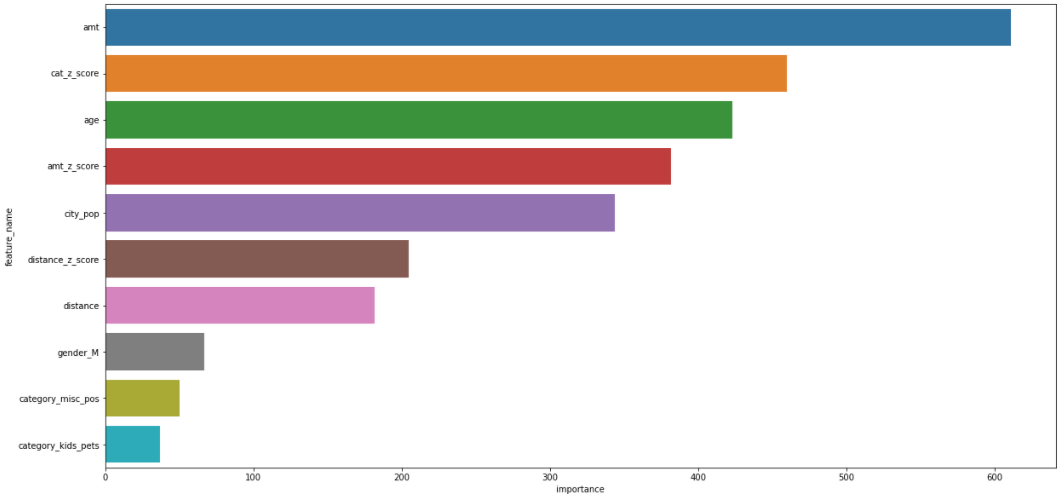 amt
cat_z_score
age
amt_z_score
city_pop
distance_z_score
distance
gender_M
category_misc_pos
category_kids_pets
feature_name
0 100 200 300 400 500 600
importance